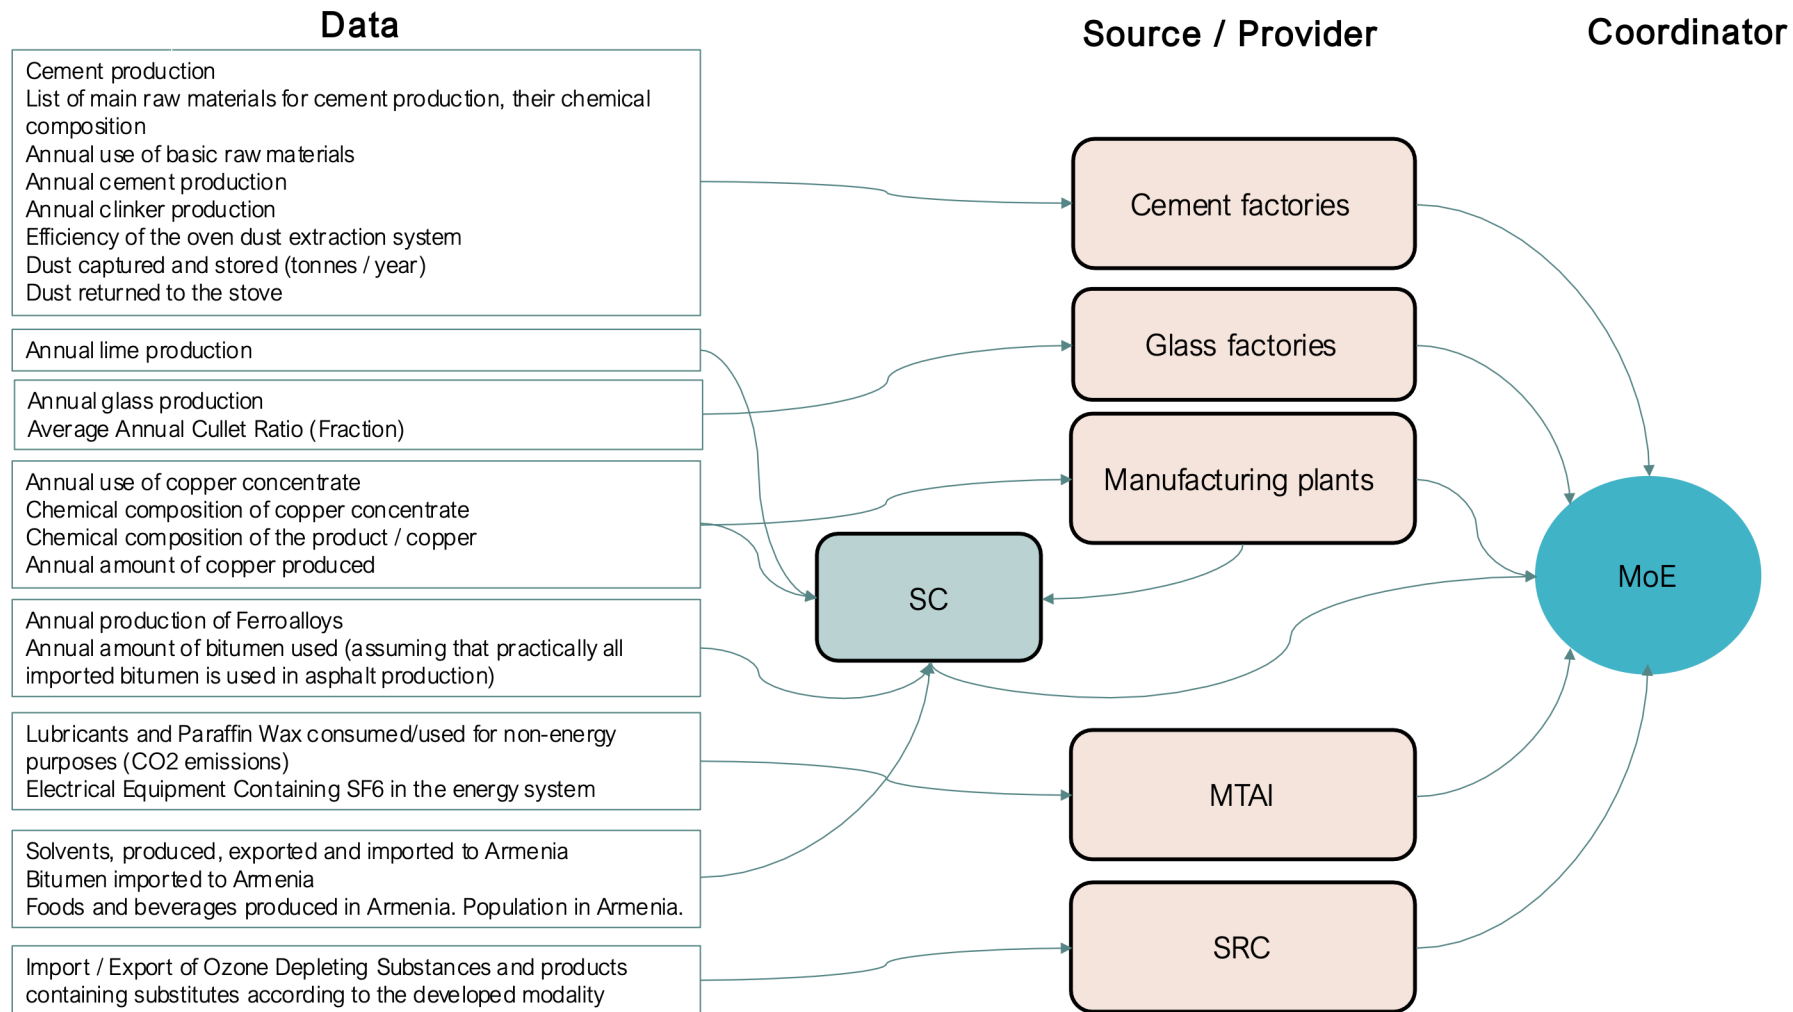 Data
Source / Provider
Coordinator
Cement production
List of main raw materials for cement production, their chemical
composition
Annual use of basic raw materials
Annual cement production
Annual clinker production
Efficiency of the oven dust extraction system
Dust captured and stored (tonnes / year)
Dust returned to the stove
Annual lime production
Annual glass production
Average Annual Cullet Ratio (Fraction)
Annual use of copper concentrate
Chemical composition of copper concentrate
Chemical composition of the product / copper
Annual amount of copper produced
Annual production of Ferroalloys
Annual amount of bitumen used (assuming that practically all
imported bitumen is used in asphalt production)
Lubricants and Paraffin Wax consumed/used for non-energy
purposes (CO2 emissions)
Electrical Equipment Containing SF6 in the energy system
Solvents, produced, exported and imported to Armenia
Bitumen imported to Armenia
Foods and beverages produced in Armenia. Population in Armenia.
Import / Export of Ozone Depleting Substances and products
containing substitutes according to the developed modality
Cement factories
Glass factories
Manufacturing plants
SC
MTAI
SRC
MoE